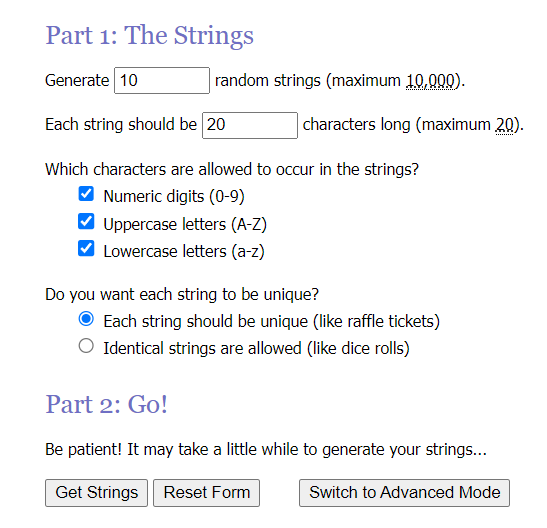 Part 1: The Strings
Generate 10 random strings (maximum 10,000).
Each string should be 20 characters long (maximum 20).
Which characters are allowed to occur in the strings?
Numeric digits (0-9)
Uppercase letters (A-Z)
Lowercase letters (a-z)
Do you want each string to be unique?
Each string should be unique (like raffle tickets)
Identical strings are allowed (like dice rolls)
Part 2: Go!
Be patient! It may take a little while to generate your strings...
Get Strings Reset Form Switch to Advanced Mode